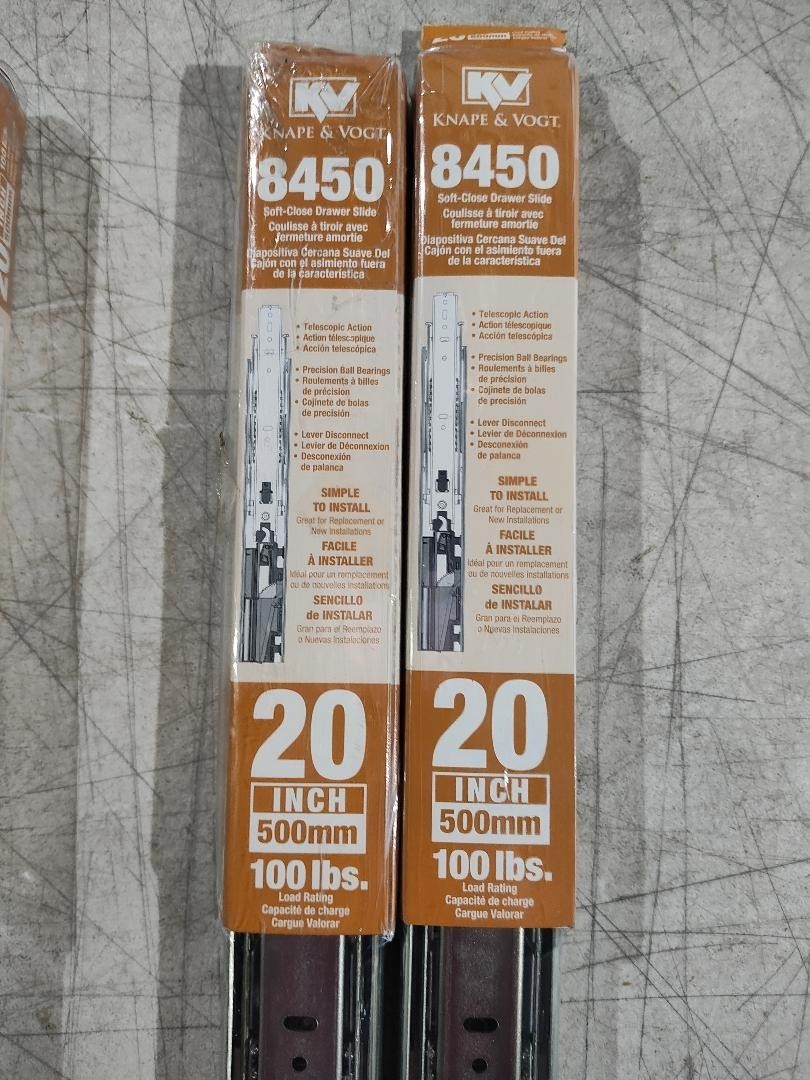 KV
KNAPE & VOGT
8450
Soft-Close Drawer Slide
Coulisse à tiroir avec
fermeture amortie
Diapositiva Cercana Suave Del
Cajón con el asimiento fuera
de la característica
• Telescopic Action
• Action télescopique
• Acción telescópica
• Precision Ball Bearings
• Roulements à billes
de précision
• Cojinete de bolas
de precisión
• Lever Disconnect
• Levier de Déconnexion
• Desconexión
de palanca
SIMPLE
TO INSTALL
Great for Replacement or
New Installations
FACILE
À INSTALLER
Idéal pour un remplacement
ou de nouvelles installations
SENCILLO
de INSTALAR
Gran para el Reemplazo
o Nuevas Instalaciones
20
INCH
500mm
100 lbs.
Load Rating
Capacité de charge
Cargue Valorar
20
KV
KNAPE & VOGT
8450
Soft-Close Drawer Slide
Coulisse à tiroir avec
fermeture amortie
Diapositiva Cercana Suave Del
Cajón con el asimiento fuera
de la característica
• Telescopic Action
• Action télescopique
• Acción telescópica
• Precision Ball Bearings
• Roulements à billes
de précision
• Cojinete de bolas
de precisión
• Lever Disconnect
• Levier de Déconnexion
• Desconexión
de palanca
SIMPLE
TO INSTALL
Great for Replacement or
New Installations
FACILE
À INSTALLER
Idéal pour un remplacement
ou de nouvelles installations
SENCILLO
de INSTALAR
Gran para el Reemplazo
o Nuevas Instalaciones
20
INCH
500mm
100 lbs.
Load Rating
Capacité de charge
Cargue Valorar
20